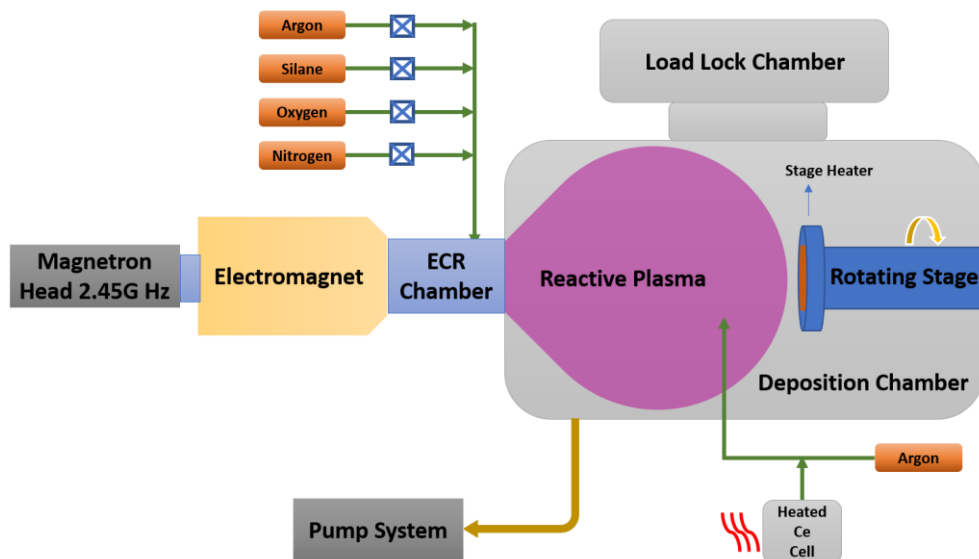 Argon
Silane
Oxygen
Nitrogen
Load Lock Chamber
Stage Heater
Magnetron
Head 2.45G Hz
Electromagnet
ECR
Chamber
Reactive Plasma
Rotating Stage
Deposition Chamber
Argon
Pump System
Heated
Ce
Cell